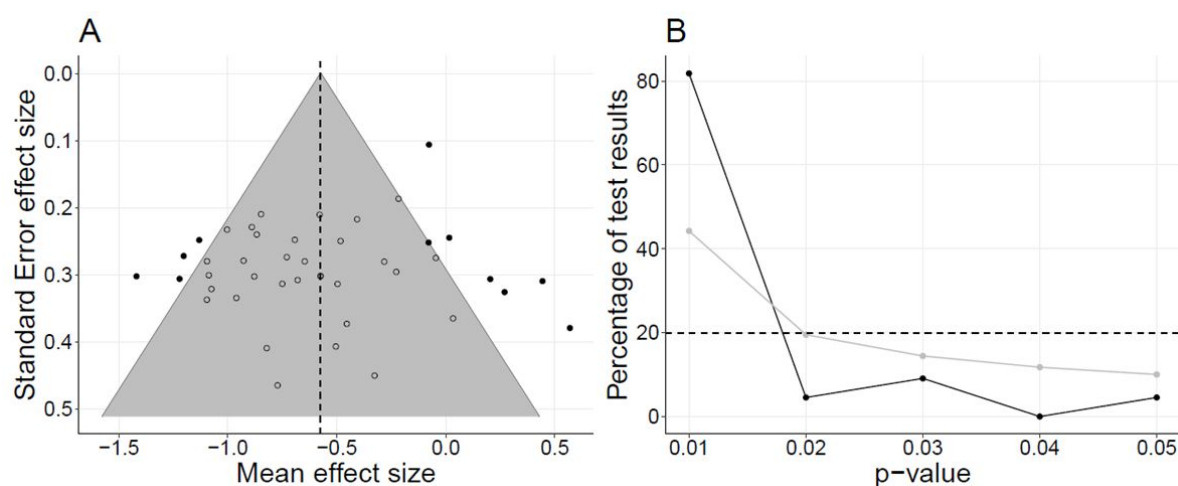 A
Standard Error effect size
0.0
0.1
0.2
0.3
0.4
0.5
−1.5 −1.0 −0.5 0.0 0.5
Mean effect size
B
Percentage of test results
80
60
40
20
0
0.01 0.02 0.03 0.04 0.05
p−value